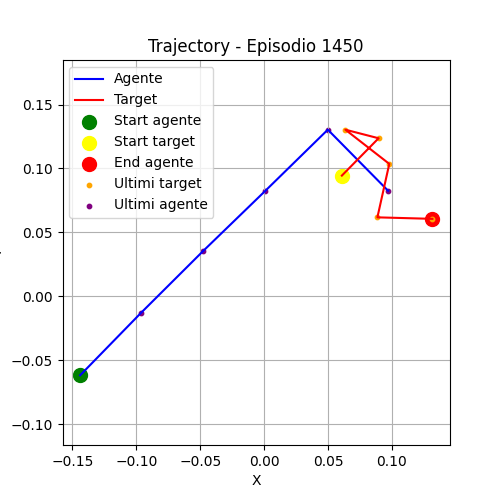 Trajectory - Episodio 1450
Agente
Target
Start agente
Start target
End agente
Ultimi target
Ultimi agente
0.15
0.10
0.05
0.00
−0.05
−0.10
−0.15
−0.10
−0.05
0.00
0.05
0.10
X